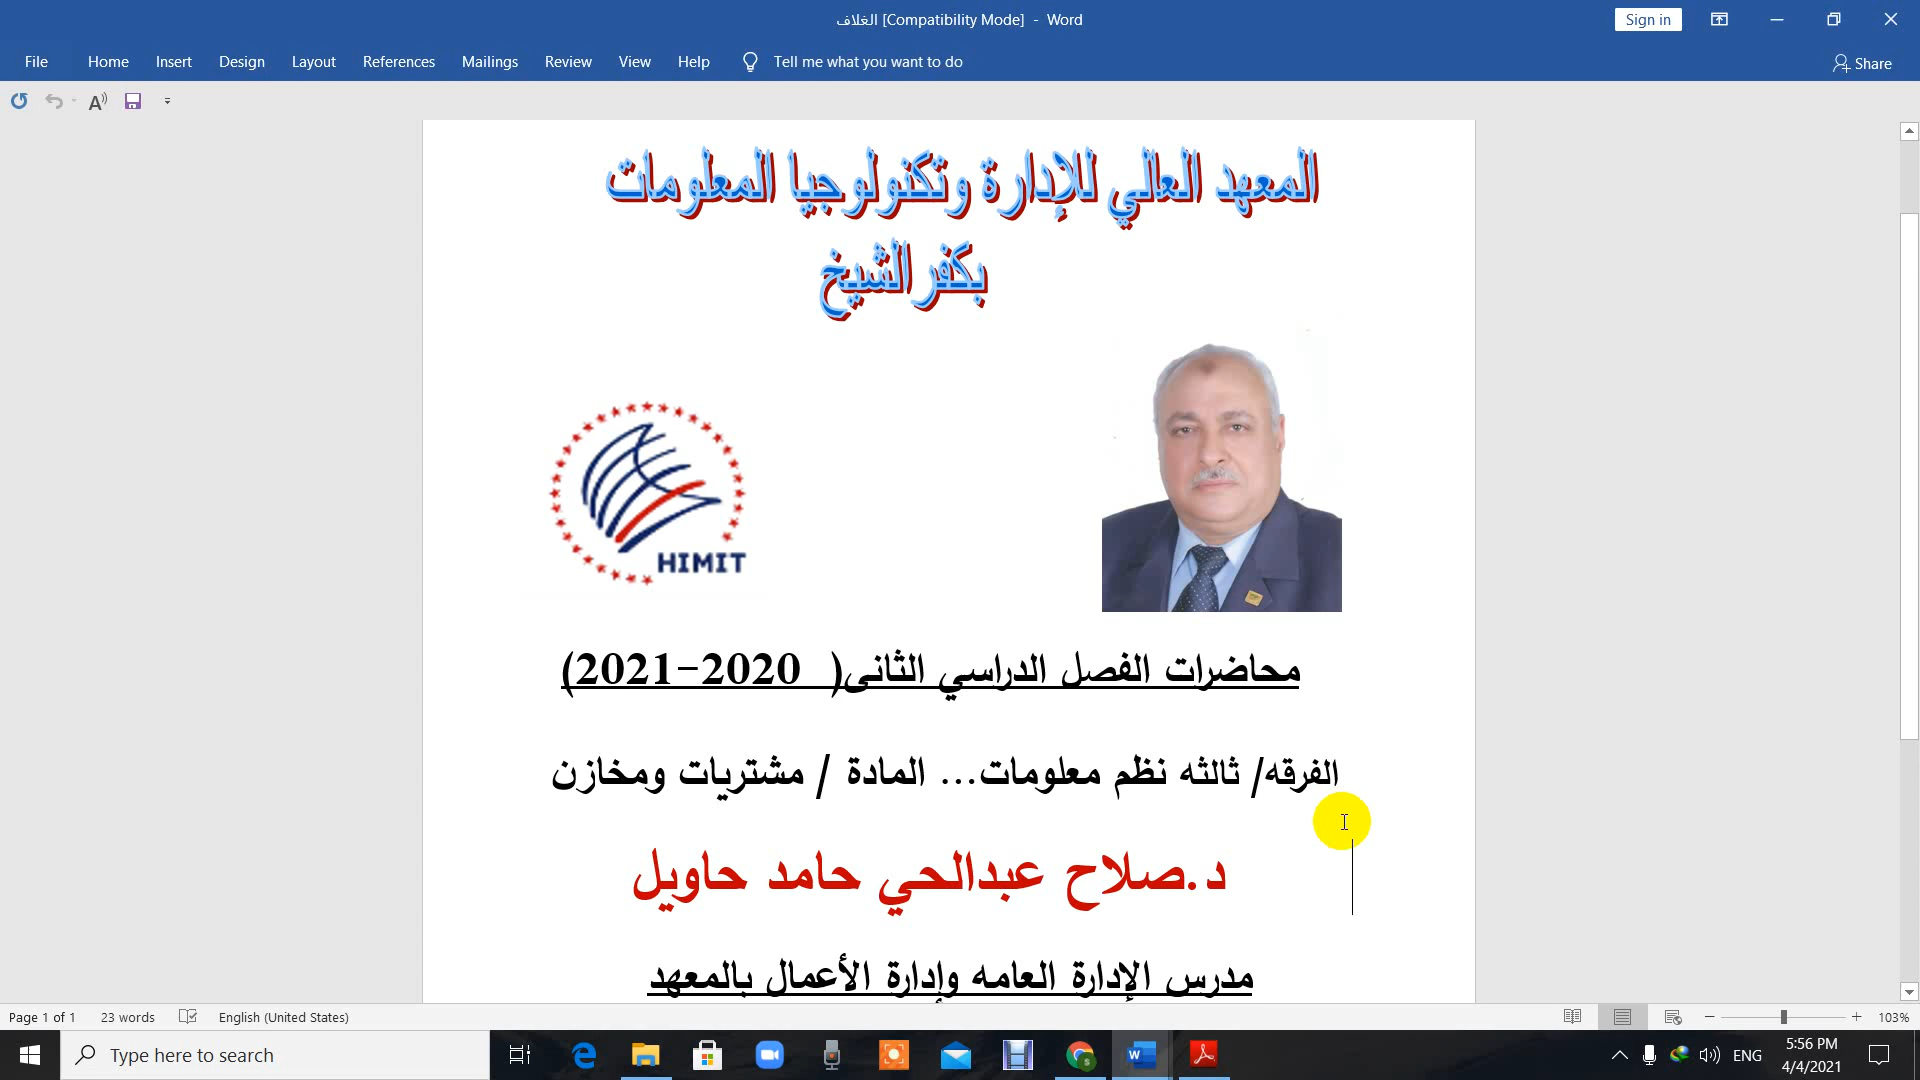 الغلاف [Compatibility Mode] - Word
Sign in
File Home Insert Design Layout References Mailings Review View Help Tell me what you want to do
Share
المعهد العالي للإدارة وتكنولوجيا المعلومات
بكفرالشيخ
HIMIT
محاضرات الفصل الدراسي الثانى( 2020-2021)
الفرقه/ ثالثه نظم معلومات... المادة / مشتريات ومخازن
د.صلاح عبدالحي حامد حاويل
مدرس الإدارة العامه وإدارة الأعمال بالمعهد
Page 1 of 1 23 words English (United States) 103%
Type here to search
ENG
5:56 PM
4/4/2021